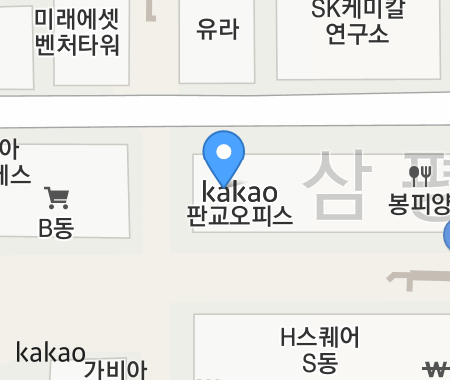 미래에셋
벤처타워
유라
SK케미칼
연구소
아
에스
B동
kakao
판교오피스
삼 평
봉피양
H스퀘어
S동
kakao
가비아
₩